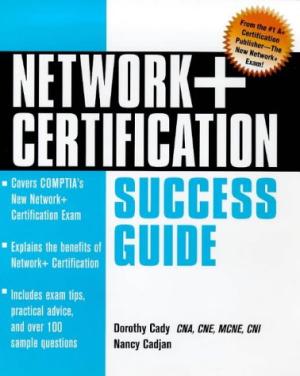 From the #1 A+
Certification
Publisher—The
New Network+
Exam!
NETWORK+
CERTIFICATION
SUCCESS
GUIDE
Covers COMPTIA's
New Network+
Certification Exam
Explains the benefits of
Network+ Certification
Includes exam tips,
practical advice,
and over 100
sample questions
Dorothy Cady CNA, CNE, MCNE, CNI
Nancy Cadjan